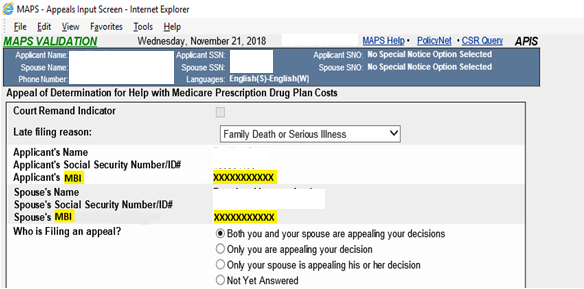 MAPS - Appeals Input Screen - Internet Explorer
File Edit View Favorites Tools Help
MAPS VALIDATION Wednesday, November 21, 2018 MAPS Help • PolicyNet • CSR Query APIS
Applicant Name: Applicant SSN: Applicant SNO: No Special Notice Option Selected
Spouse Name: Spouse SSN: Spouse SNO: No Special Notice Option Selected
Phone Number: Languages: English(S)-English(W)
Appeal of Determination for Help with Medicare Prescription Drug Plan Costs
Court Remand Indicator
Late filing reason: Family Death or Serious Illness
Applicant's Name
Applicant's Social Security Number/ID#
Applicant's MBI XXXXXXXXXXX
Spouse's Name
Spouse's Social Security Number/ID#
Spouse's MBI XXXXXXXXXXX
Who is Filing an appeal? Both you and your spouse are appealing your decisions
Only you are appealing your decision
Only your spouse is appealing his or her decision
Not Yet Answered